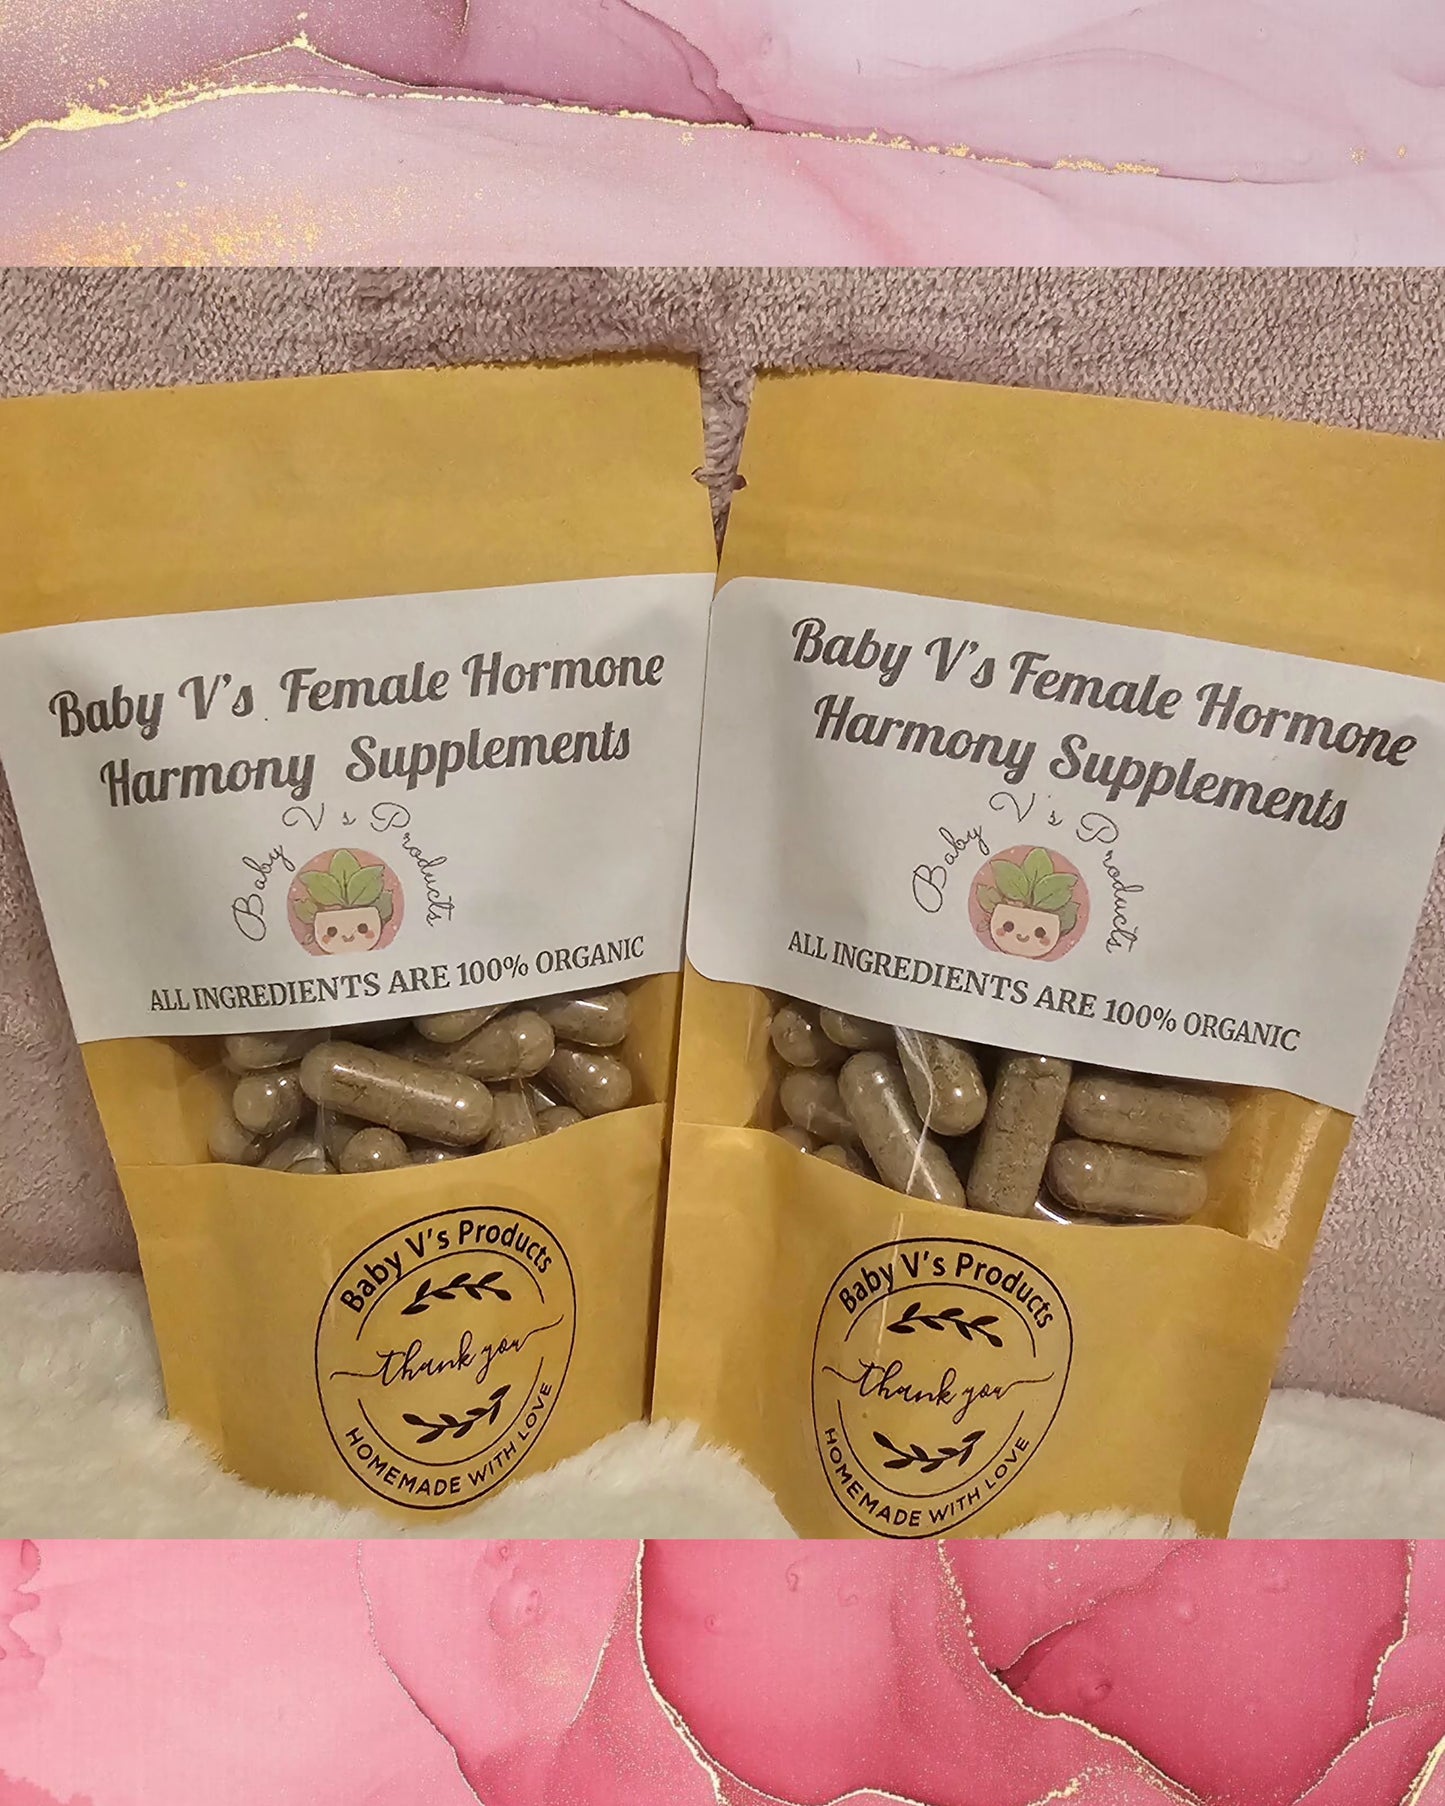 Baby V's Female Hormone
Harmony Supplements
Baby V's Products
ALL INGREDIENTS ARE 100% ORGANIC
Baby V's Products
thank you
HOMEMADE WITH LOVE
Baby V's Female Hormone
Harmony Supplements
Baby V's Products
ALL INGREDIENTS ARE 100% ORGANIC
Baby V's Products
thank you
HOMEMADE WITH LOVE